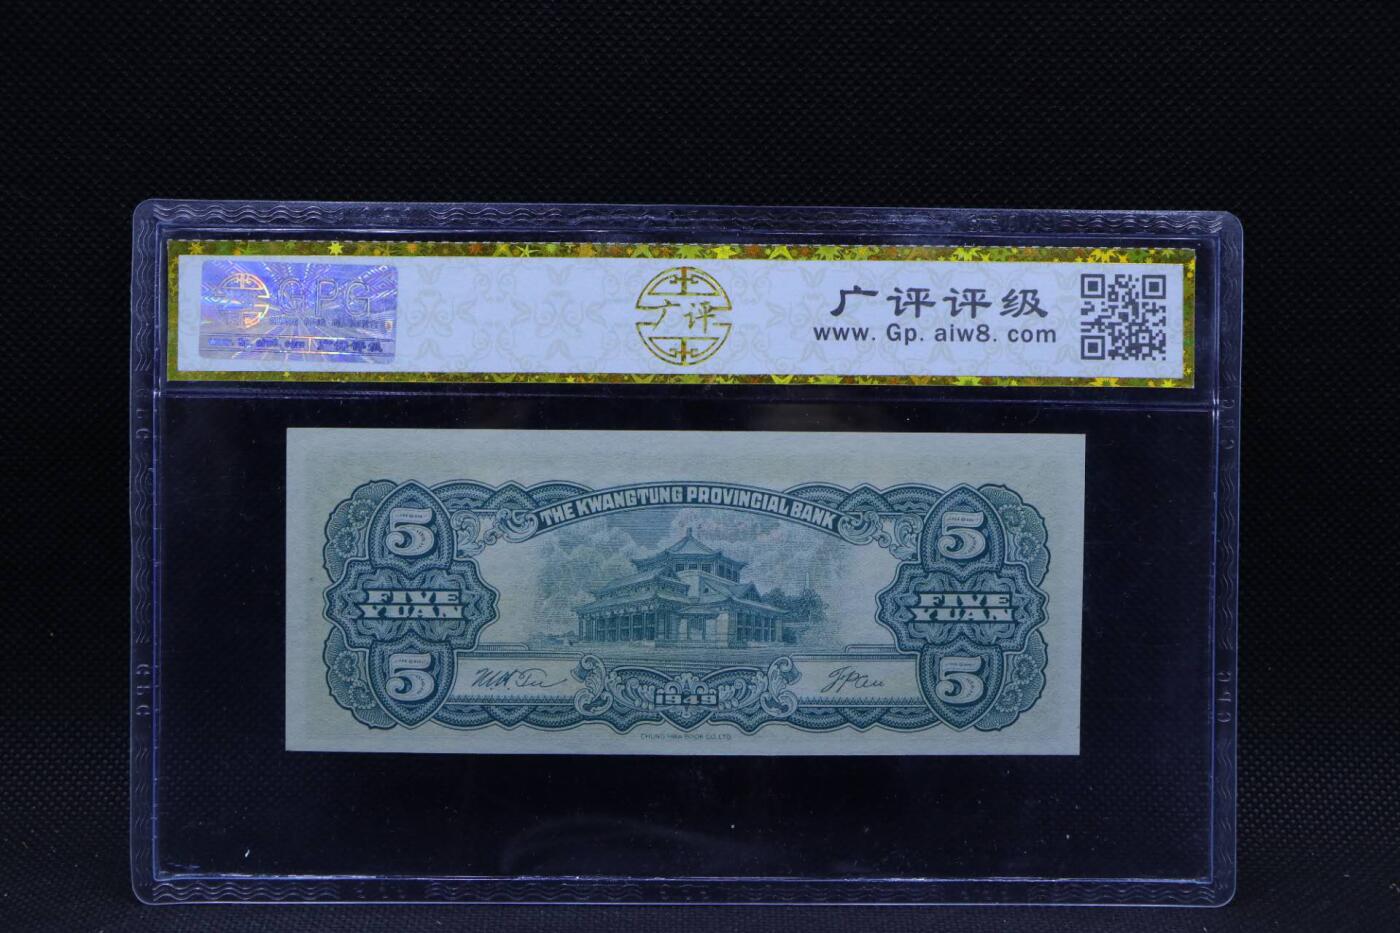 GPG
广评
广评评级
www. Gp. aiw8. com
THE KWANGTUNG PROVINCIAL BANK
5
5
FIVE
YUAN
FIVE
YUAN
5
5
1949
CHUNG HWA BOOK CO. LTD.